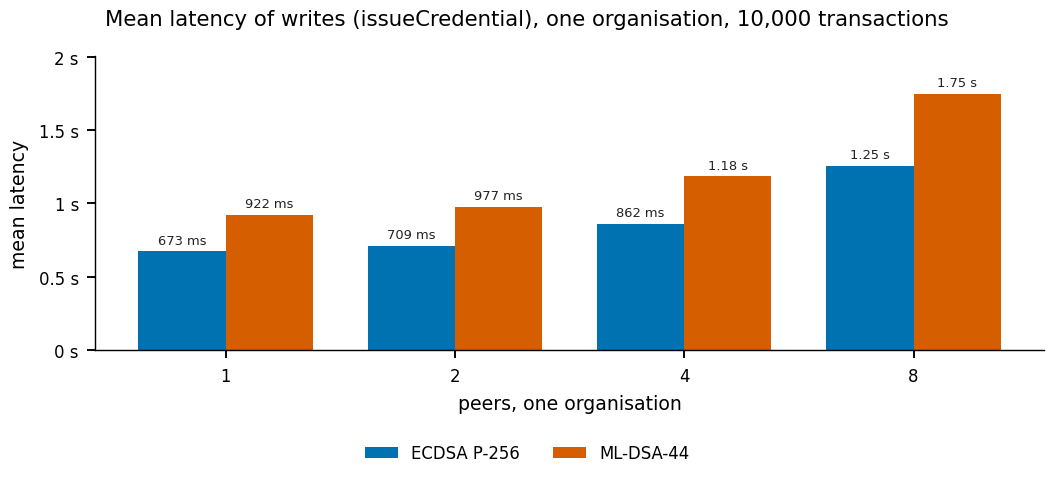 Mean latency of writes (issueCredential), one organisation, 10,000 transactions
mean latency
2 s
1.5 s
1 s
0.5 s
0 s
673 ms
922 ms
709 ms
977 ms
862 ms
1.18 s
1.25 s
1.75 s
1
2
4
8
peers, one organisation
ECDSA P-256
ML-DSA-44